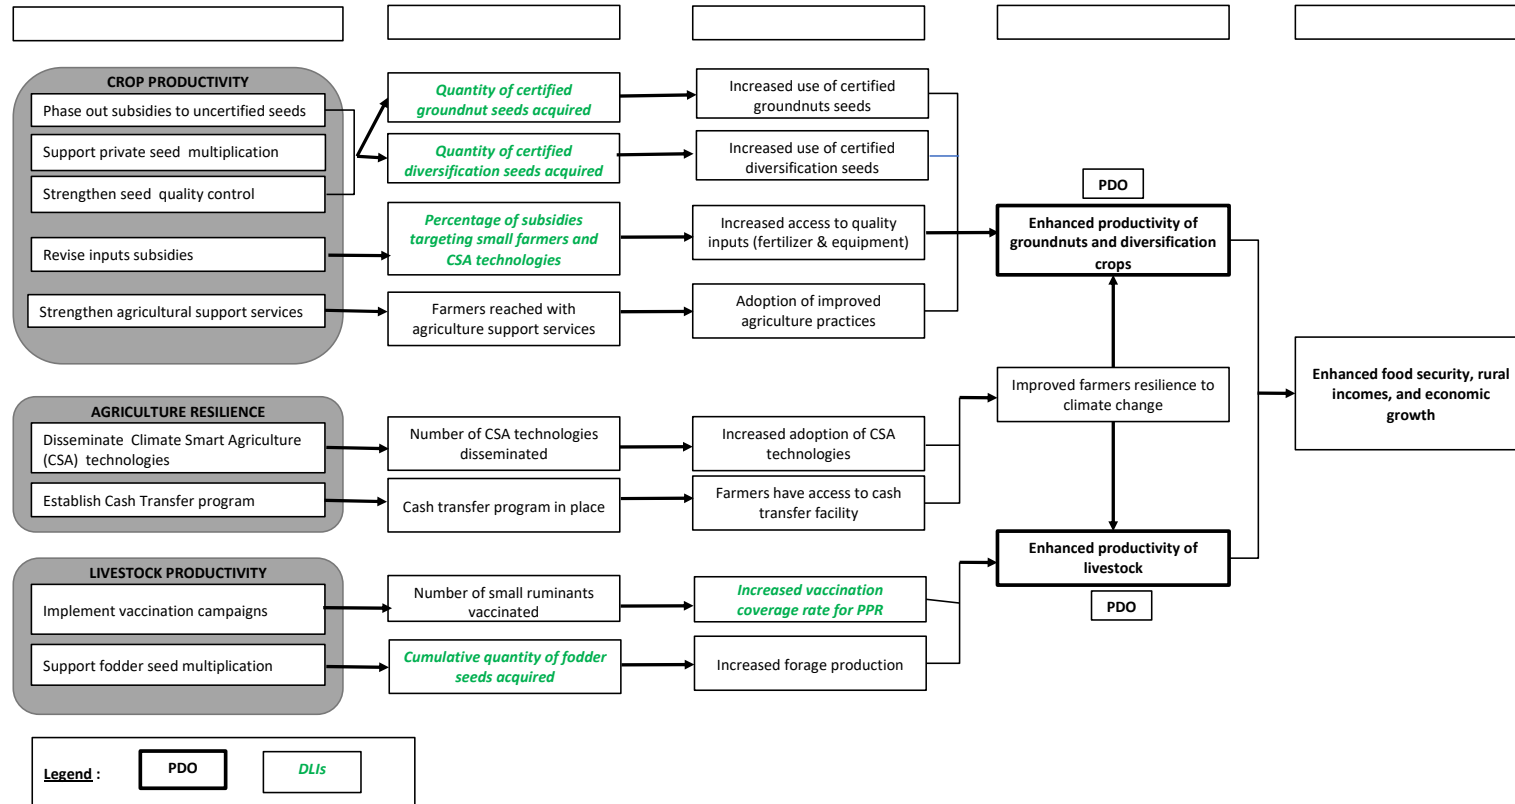 CROP PRODUCTIVITY
Phase out subsidies to uncertified seeds
Support private seed  multiplication
Strengthen seed  quality control
Revise inputs subsidies
Strengthen agricultural support services
Quantity of certified
groundnut seeds acquired
Quantity of certified
diversification seeds acquired
Percentage of subsidies
targeting small farmers and
CSA technologies
Farmers reached with
agriculture support services
Increased use of certified
groundnuts seeds
Increased use of certified
diversification seeds
Increased access to quality
inputs (fertilizer & equipment)
Adoption of improved
agriculture practices
PDO
Enhanced productivity of
groundnuts and diversification
crops
AGRICULTURE RESILIENCE
Disseminate  Climate Smart Agriculture
(CSA)  technologies
Establish Cash Transfer program
Number of CSA technologies
disseminated
Cash transfer program in place
Increased adoption of CSA
technologies
Farmers have access to cash
transfer facility
Improved farmers resilience to
climate change
Enhanced food security, rural
incomes, and economic
growth
LIVESTOCK PRODUCTIVITY
Implement vaccination campaigns
Support fodder seed multiplication
Number of small ruminants
vaccinated
Cumulative quantity of fodder
seeds acquired
Increased vaccination
coverage rate for PPR
Increased forage production
Enhanced productivity of
livestock
PDO
Legend :
PDO
DLIs